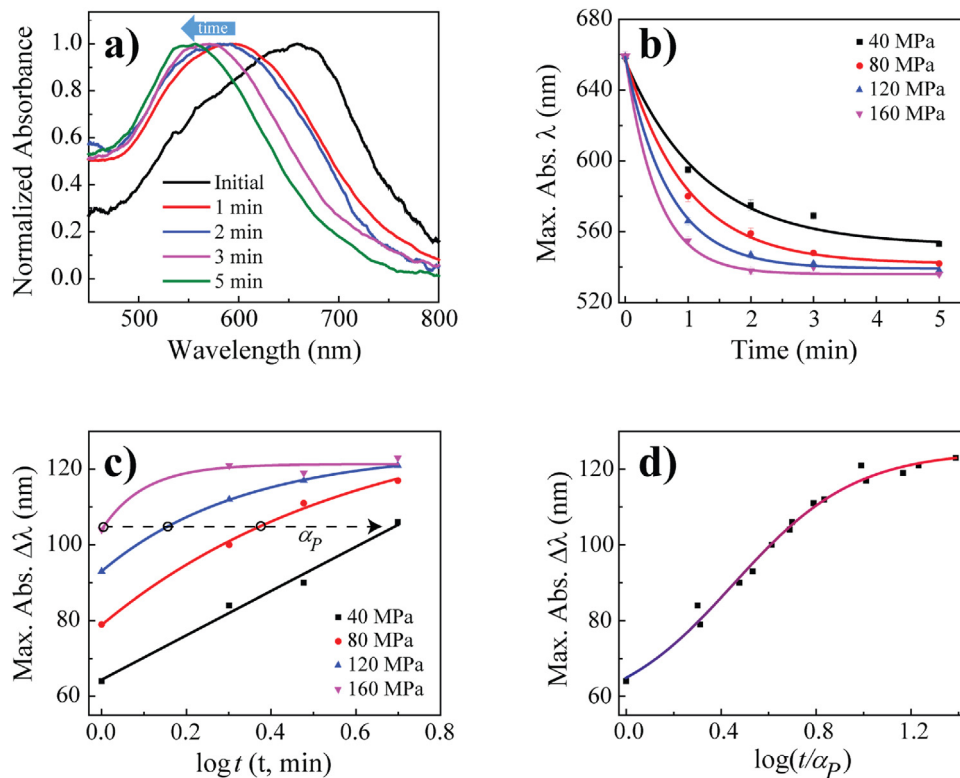 a)
time
Normalized Absorbance
1.0
0.8
0.6
0.4
0.2
0.0
Initial
1 min
2 min
3 min
5 min
500 600 700 800
Wavelength (nm)
b)
40 MPa
80 MPa
120 MPa
160 MPa
Max. Abs. λ (nm)
680
640
600
560
520
0 1 2 3 4 5
Time (min)
c)
Max. Abs. Δλ (nm)
120
100
80
60
α_P
40 MPa
80 MPa
120 MPa
160 MPa
0.0 0.2 0.4 0.6 0.8
log t (t, min)
d)
Max. Abs. Δλ (nm)
120
100
80
60
0.0 0.4 0.8 1.2
log(t/α_P)